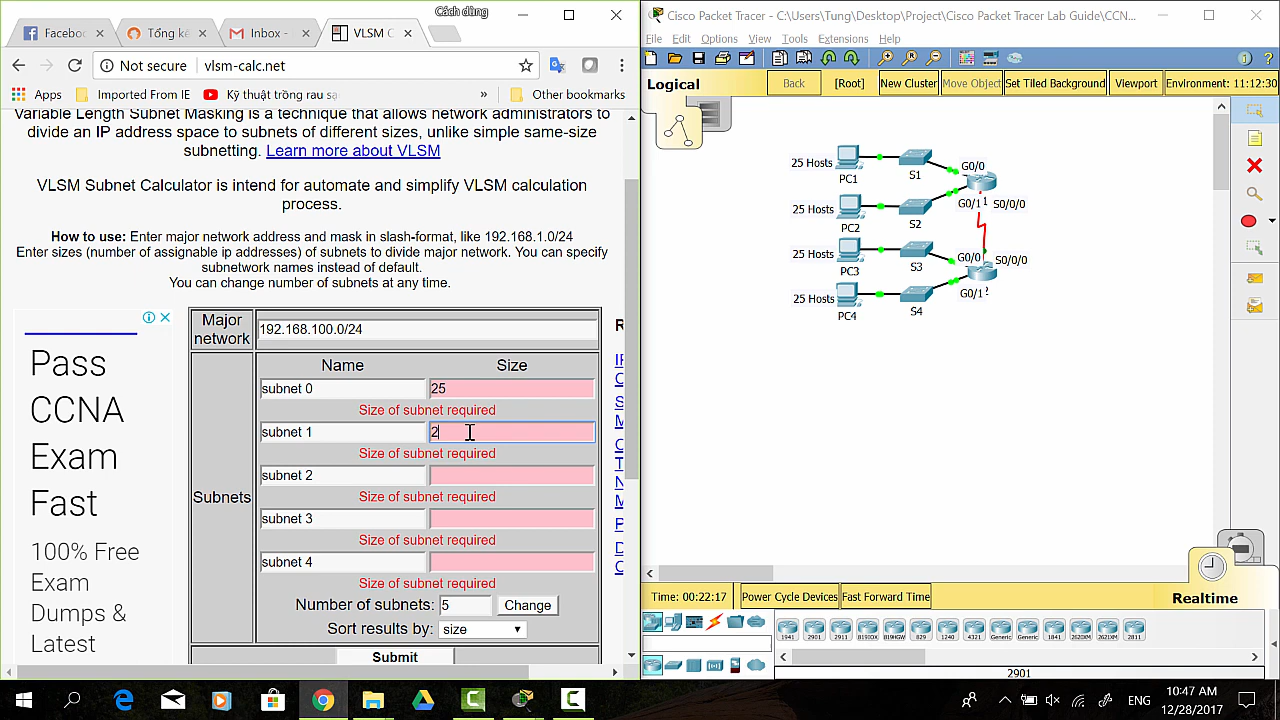 Cách dùng
Facebo
Tổng kế
Inbox -
VLSM C
Not secure
vlsm-calc.net
Apps
Imported From IE
Kỹ thuật trồng rau sạ
»
Other bookmarks
Variable Length Subnet Masking is a technique that allows network administrators to
divide an IP address space to subnets of different sizes, unlike simple same-size
subnetting. Learn more about VLSM
VLSM Subnet Calculator is intend for automate and simplify VLSM calculation
process.
How to use: Enter major network address and mask in slash-format, like 192.168.1.0/24
Enter sizes (number of assignable ip addresses) of subnets to divide major network. You can specify
subnetwork names instead of default.
You can change number of subnets at any time.
Pass
CCNA
Exam
Fast
100% Free
Exam
Dumps &
Latest
Major
network
192.168.100.0/24
Subnets
Name Size
subnet 0 25
Size of subnet required
subnet 1 2
Size of subnet required
subnet 2
Size of subnet required
subnet 3
Size of subnet required
subnet 4
Size of subnet required
Number of subnets: 5 Change
Sort results by: size
Submit
Cisco Packet Tracer - C:\Users\Tung\Desktop\Project\Cisco Packet Tracer Lab Guide\CCN...
File Edit Options View Tools Extensions Help
Logical
Back
[Root]
New Cluster
Move Object
Set Tiled Background
Viewport
Environment: 11:12:30
25 Hosts
PC1
S1
G0/0
25 Hosts
PC2
S2
G0/1
1
S0/0/0
25 Hosts
PC3
S3
G0/0
S0/0/0
25 Hosts
PC4
S4
G0/1
Time: 00:22:17
Power Cycle Devices
Fast Forward Time
Realtime
1941 2901 2911 819IOX 819HGW 829 1240 4321 Generic Generic 1841 2620XM 2621XM 2811
2901
ENG
10:47 AM
12/28/2017